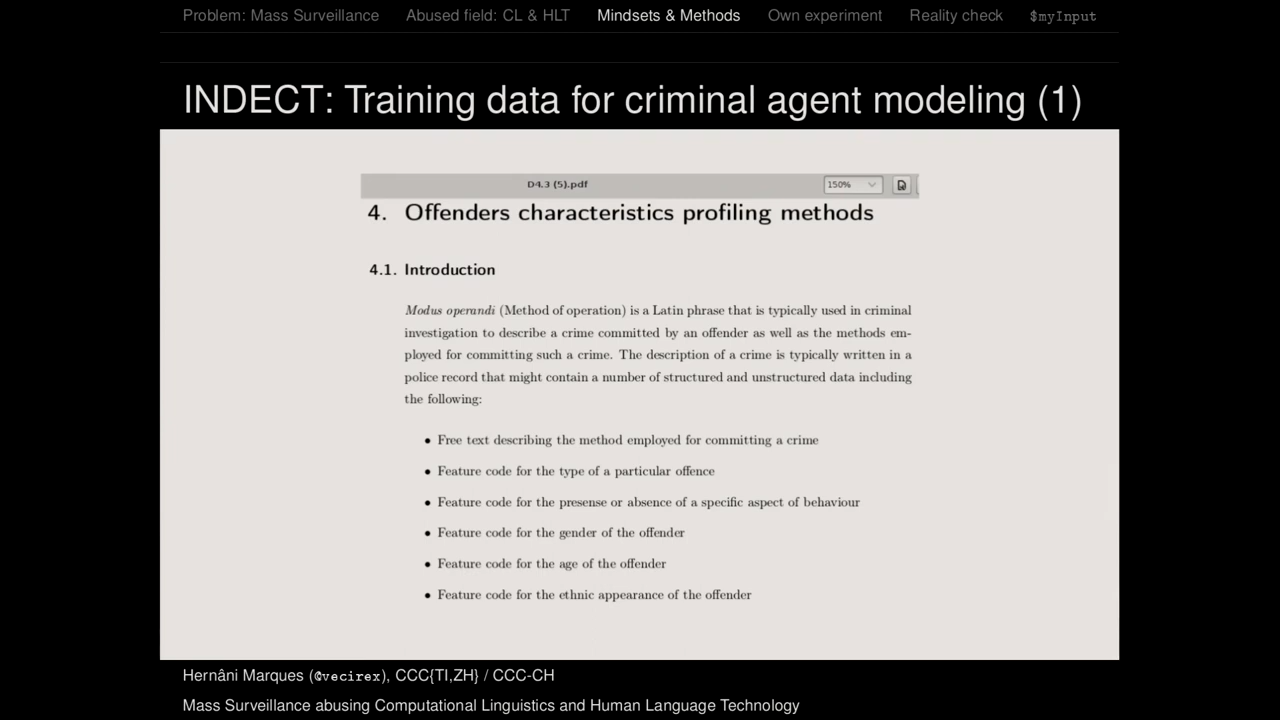 Problem: Mass Surveillance Abused field: CL & HLT Mindsets & Methods Own experiment Reality check $myInput
INDECT: Training data for criminal agent modeling (1)
D4.3 (5).pdf 150%
4. Offenders characteristics profiling methods
4.1. Introduction
Modus operandi (Method of operation) is a Latin phrase that is typically used in criminal
investigation to describe a crime committed by an offender as well as the methods em-
ployed for committing such a crime. The description of a crime is typically written in a
police record that might contain a number of structured and unstructured data including
the following:
• Free text describing the method employed for committing a crime
• Feature code for the type of a particular offence
• Feature code for the presense or absence of a specific aspect of behaviour
• Feature code for the gender of the offender
• Feature code for the age of the offender
• Feature code for the ethnic appearance of the offender
Hernâni Marques (@vecirex), CCC{TI,ZH} / CCC-CH
Mass Surveillance abusing Computational Linguistics and Human Language Technology